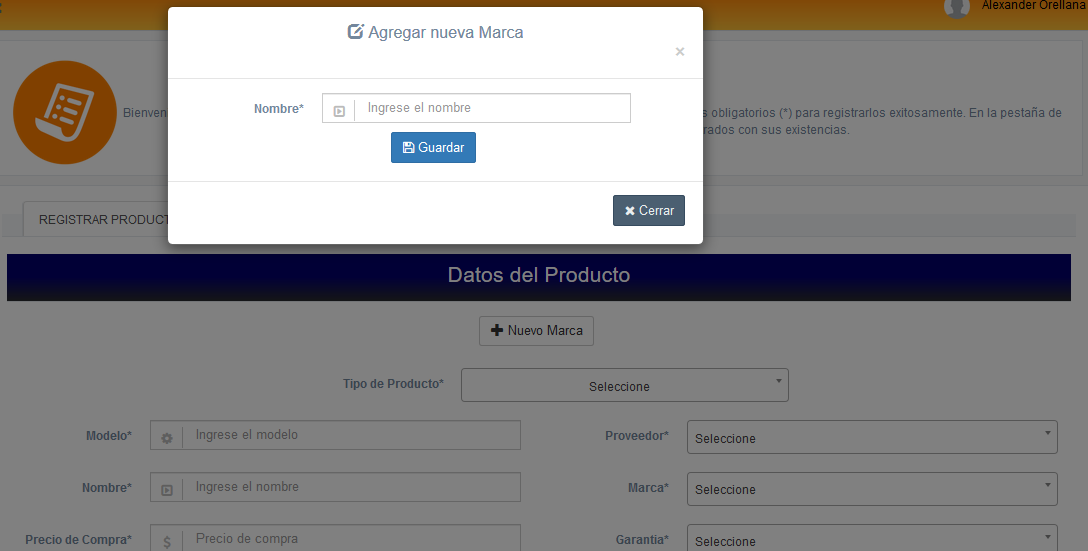 Alexander Orellana
Agregar nueva Marca
×
Nombre*
Ingrese el nombre
Guardar
Cerrar
Bienven
s obligatorios (*) para registrarlos exitosamente. En la pestaña de
rados con sus existencias.
REGISTRAR PRODUCT
Datos del Producto
Nuevo Marca
Tipo de Producto*
Seleccione
Modelo*
Ingrese el modelo
Proveedor*
Seleccione
Nombre*
Ingrese el nombre
Marca*
Seleccione
Precio de Compra*
$
Precio de compra
Garantia*
Seleccione